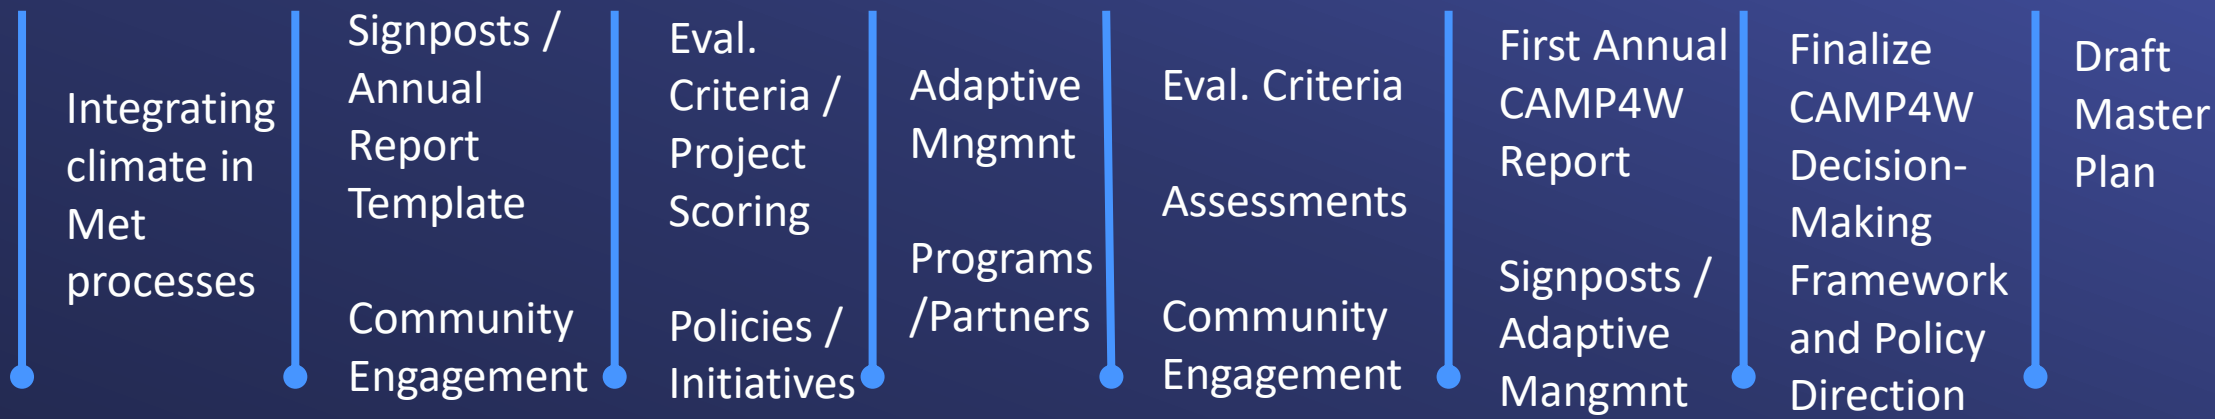 Integrating
climate in
Met
processes
Signposts /
Annual
Report
Template
Community
Engagement
Eval.
Criteria /
Project
Scoring
Policies /
Initiatives
Adaptive
Mngmnt
Programs
/Partners
Eval. Criteria
Assessments
Community
Engagement
First Annual
CAMP4W
Report
Signposts /
Adaptive
Mangmnt
Finalize
CAMP4W
Decision-
Making
Framework
and Policy
Direction
Draft
Master
Plan